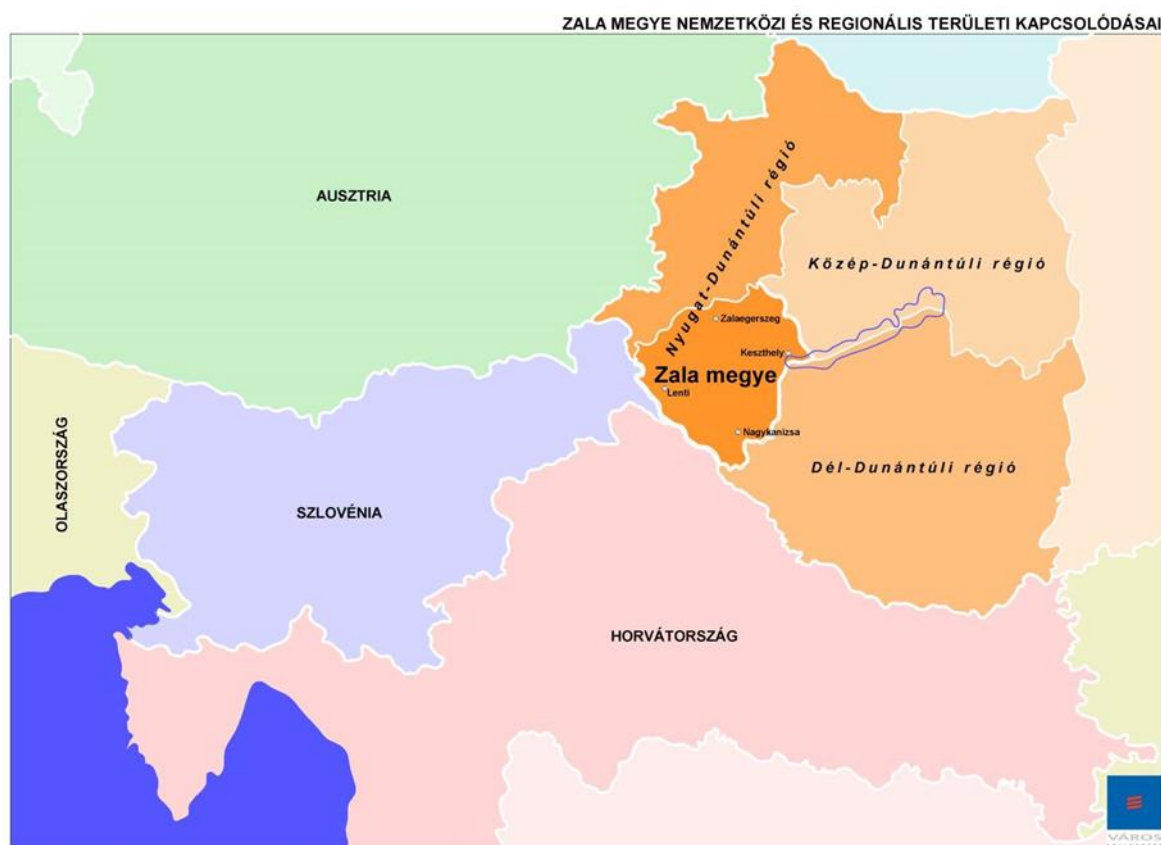 ZALA MEGYE NEMZETKÖZI ÉS REGIONÁLIS TERÜLETI KAPCSOLÓDÁSAI
AUSZTRIA
Nyugat-Dunántúli régió
Közép-Dunántúli régió
Zalaegerszeg
Keszthely
Zala megye
Lenti
Nagykanizsa
Dél-Dunántúli régió
OLASZORSZÁG
SZLOVÉNIA
HORVÁTORSZÁG
VÁROS